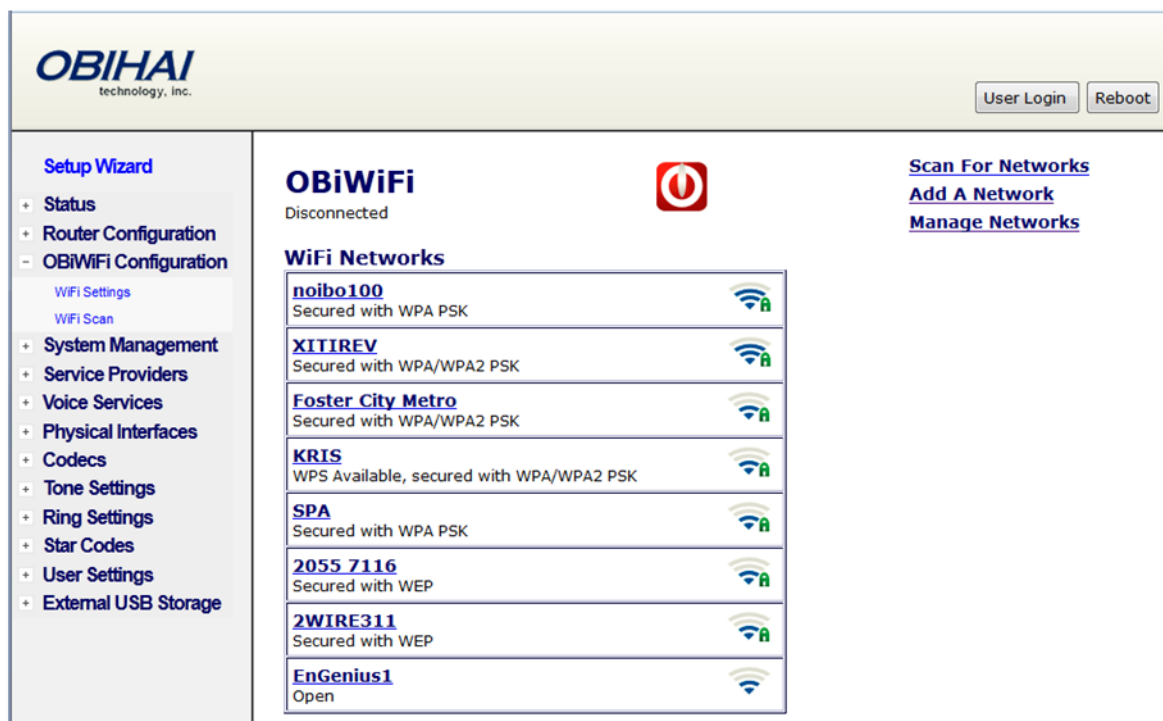 OBIHAI
technology, inc.
User Login
Reboot
Setup Wizard
Status
Router Configuration
OBiWiFi Configuration
WiFi Settings
WiFi Scan
System Management
Service Providers
Voice Services
Physical Interfaces
Codecs
Tone Settings
Ring Settings
Star Codes
User Settings
External USB Storage
OBiWiFi
Disconnected
Scan For Networks
Add A Network
Manage Networks
WiFi Networks
noibo100
Secured with WPA PSK
XITIREV
Secured with WPA/WPA2 PSK
Foster City Metro
Secured with WPA/WPA2 PSK
KRIS
WPS Available, secured with WPA/WPA2 PSK
SPA
Secured with WPA PSK
2055 7116
Secured with WEP
2WIRE311
Secured with WEP
EnGenius1
Open